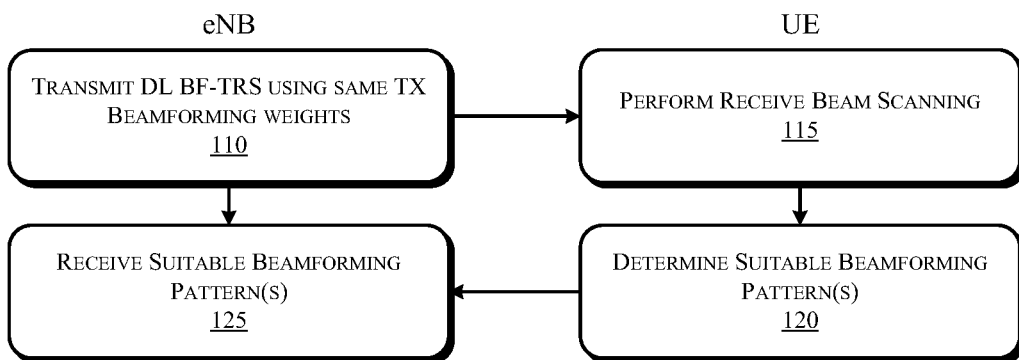 eNB
UE
TRANSMIT DL BF-TRS USING SAME TX
BEAMFORMING WEIGHTS
110
PERFORM RECEIVE BEAM SCANNING
115
RECEIVE SUITABLE BEAMFORMING
PATTERN(S)
125
DETERMINE SUITABLE BEAMFORMING
PATTERN(S)
120